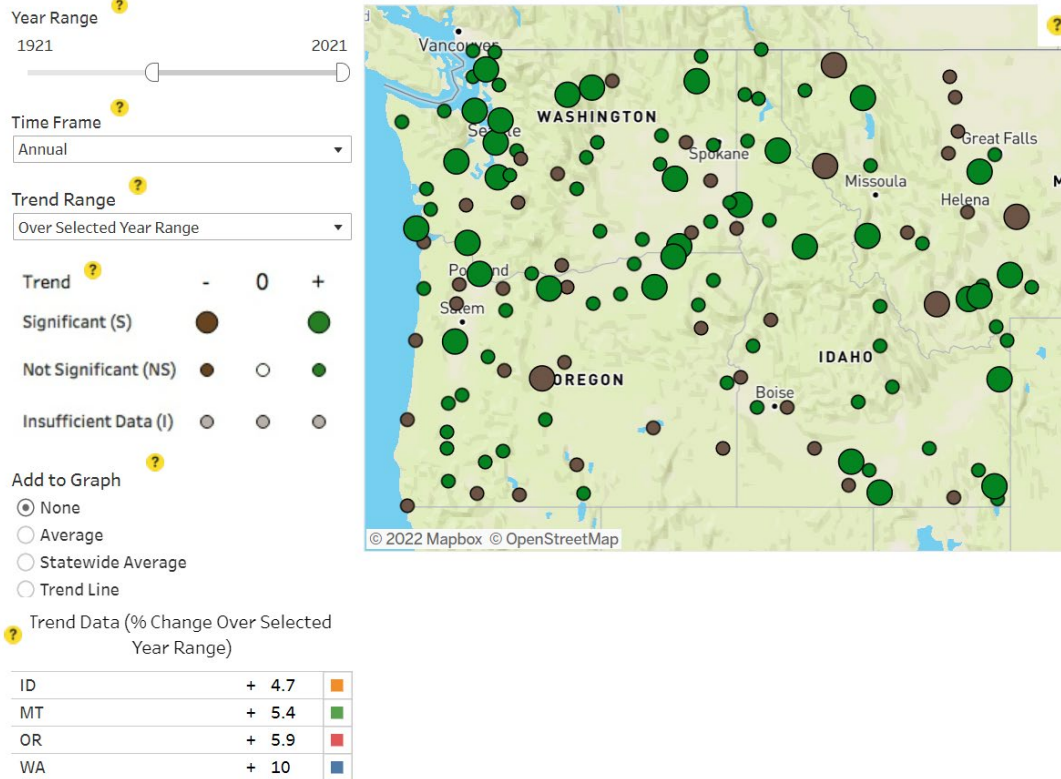 Year Range ?
1921 2021
Time Frame ?
Annual
Trend Range ?
Over Selected Year Range
Trend ? - 0 +
Significant (S)
Not Significant (NS)
Insufficient Data (I)
Add to Graph ?
None
Average
Statewide Average
Trend Line
? Trend Data (% Change Over Selected
Year Range)
ID + 4.7
MT + 5.4
OR + 5.9
WA + 10
?
Vancouver
WASHINGTON
Seattle
Spokane
Great Falls
Missoula
M
Helena
Portland
Salem
IDAHO
OREGON
Boise
© 2022 Mapbox © OpenStreetMap